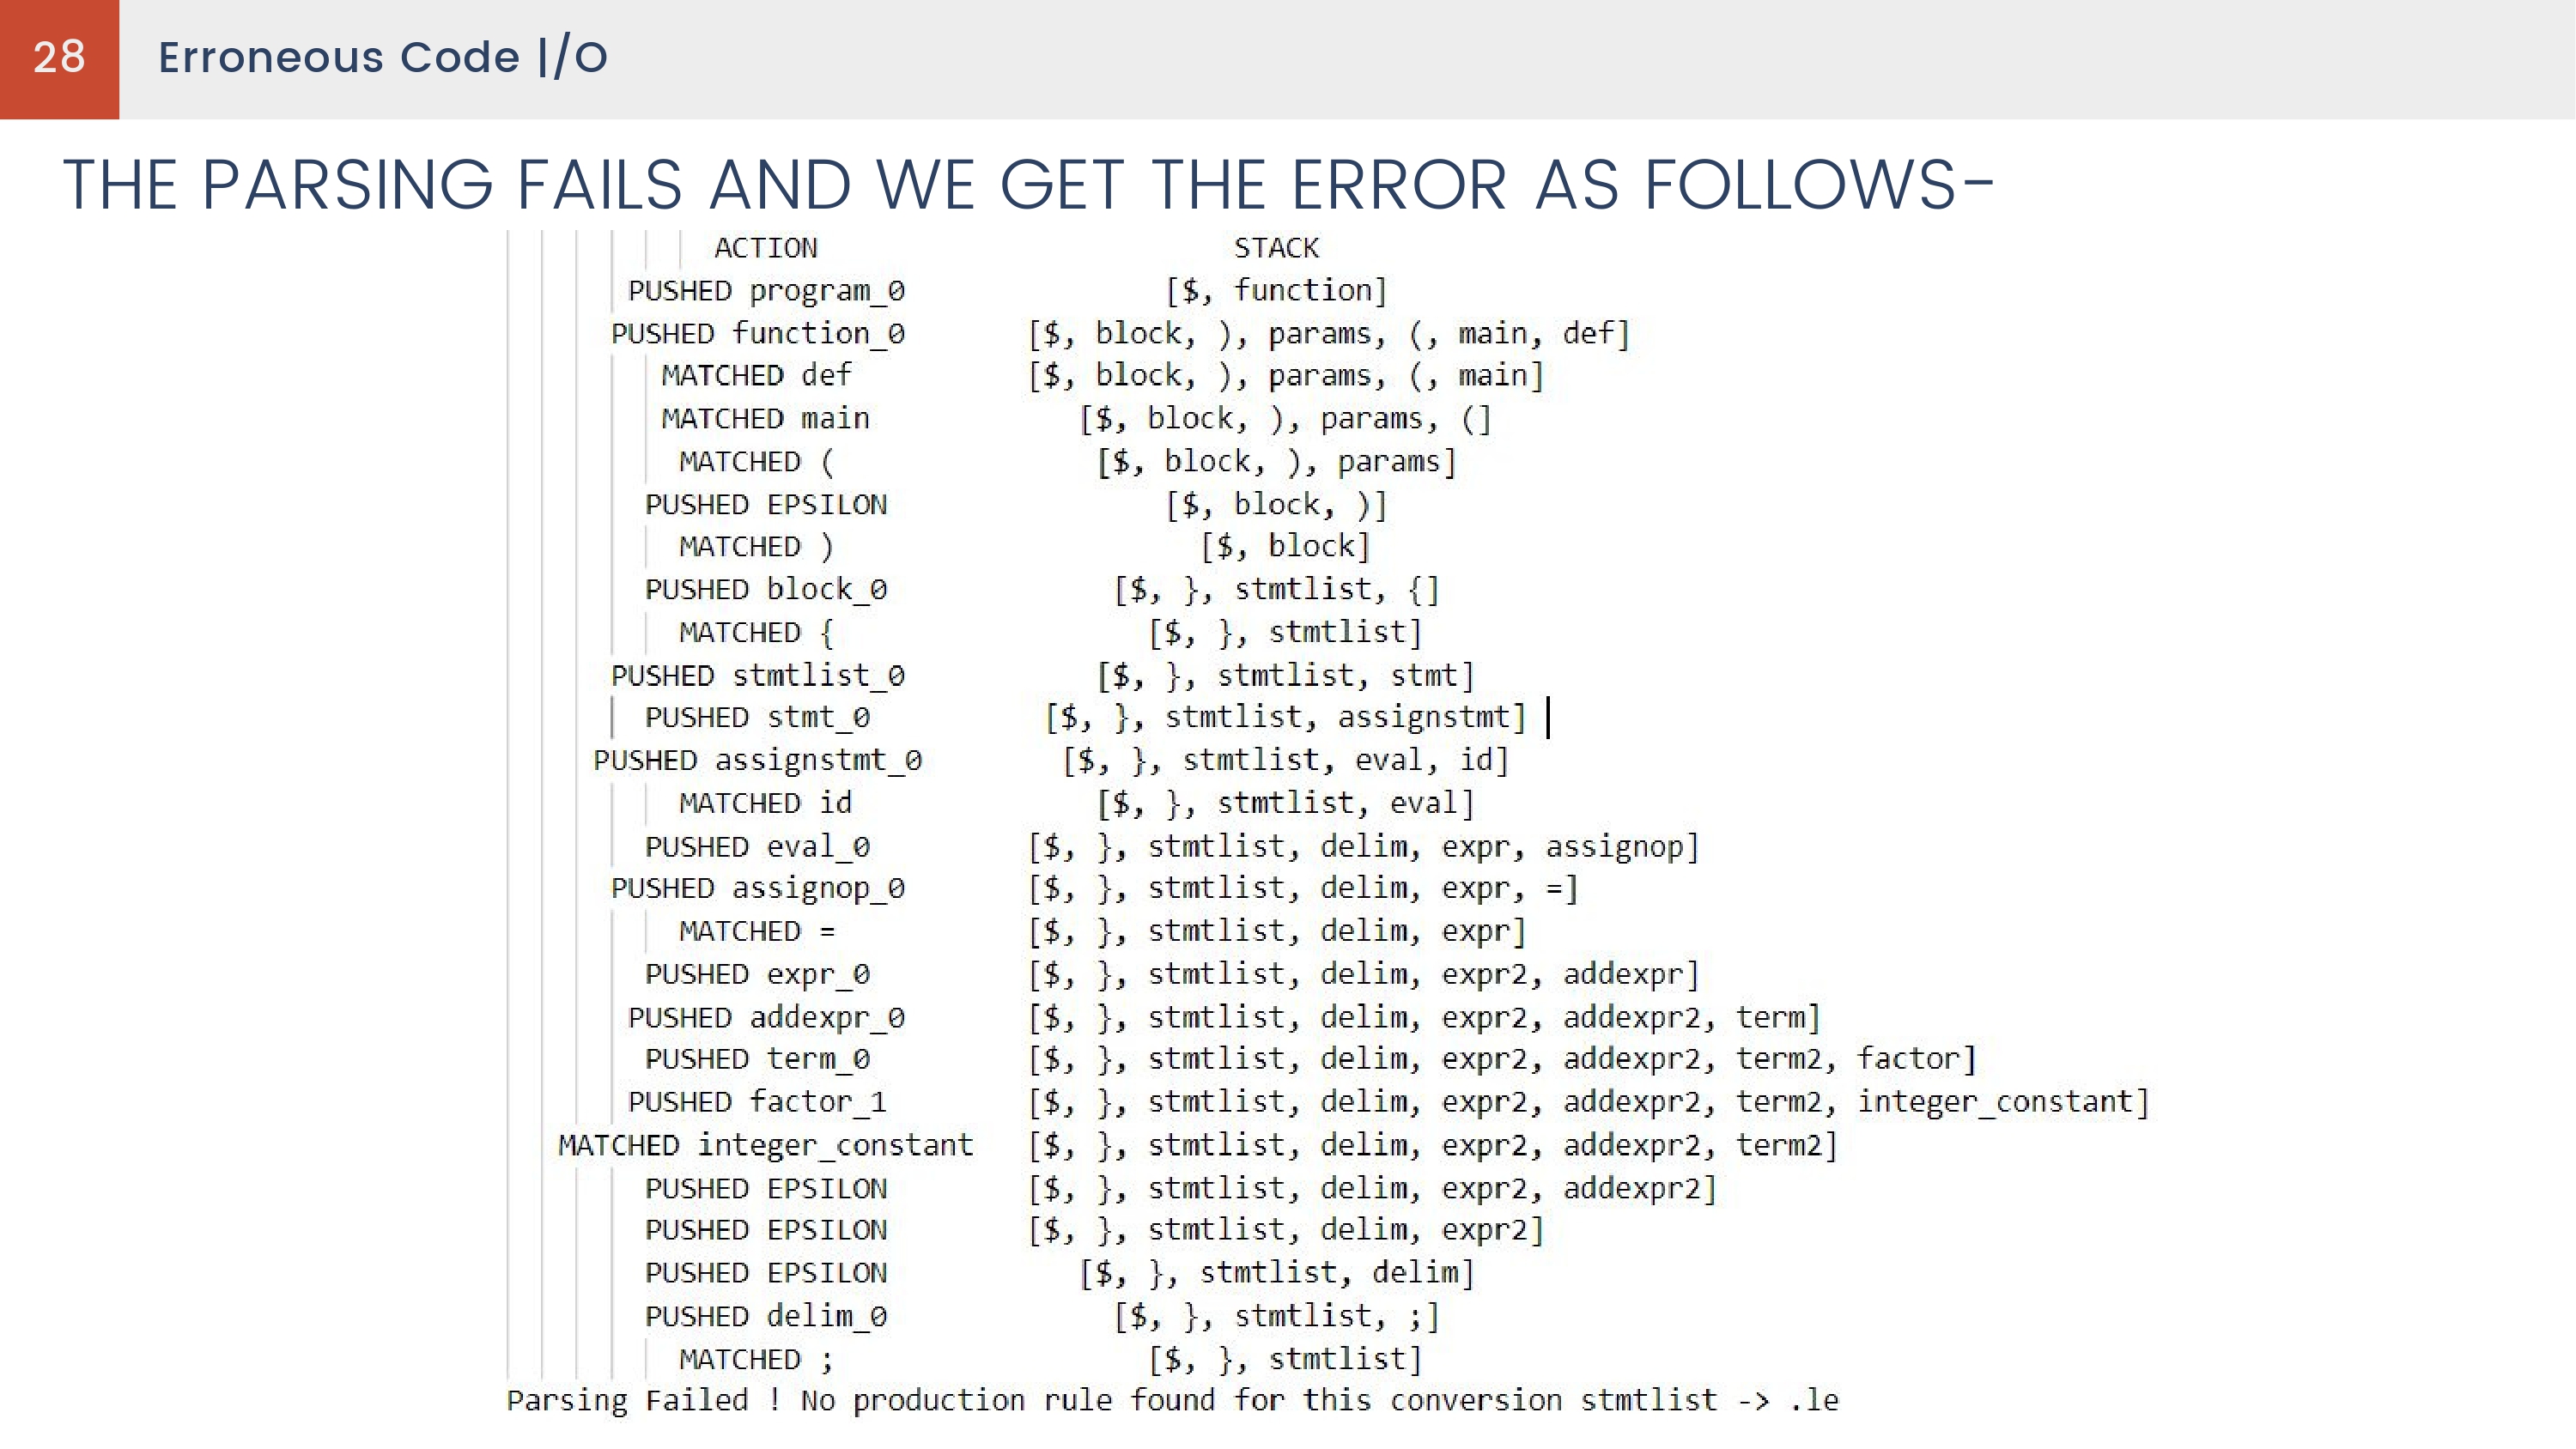 28 Erroneous Code I/O
THE PARSING FAILS AND WE GET THE ERROR AS FOLLOWS-
ACTION STACK
PUSHED program_0 [$, function]
PUSHED function_0 [$, block, ), params, (, main, def]
MATCHED def [$, block, ), params, (, main]
MATCHED main [$, block, ), params, (]
MATCHED ( [$, block, ), params]
PUSHED EPSILON [$, block, )]
MATCHED ) [$, block]
PUSHED block_0 [$, }, stmtlist, {]
MATCHED { [$, }, stmtlist]
PUSHED stmtlist_0 [$, }, stmtlist, stmt]
PUSHED stmt_0 [$, }, stmtlist, assignstmt]
PUSHED assignstmt_0 [$, }, stmtlist, eval, id]
MATCHED id [$, }, stmtlist, eval]
PUSHED eval_0 [$, }, stmtlist, delim, expr, assignop]
PUSHED assignop_0 [$, }, stmtlist, delim, expr, =]
MATCHED = [$, }, stmtlist, delim, expr]
PUSHED expr_0 [$, }, stmtlist, delim, expr2, addexpr]
PUSHED addexpr_0 [$, }, stmtlist, delim, expr2, addexpr2, term]
PUSHED term_0 [$, }, stmtlist, delim, expr2, addexpr2, term2, factor]
PUSHED factor_1 [$, }, stmtlist, delim, expr2, addexpr2, term2, integer_constant]
MATCHED integer_constant [$, }, stmtlist, delim, expr2, addexpr2, term2]
PUSHED EPSILON [$, }, stmtlist, delim, expr2, addexpr2]
PUSHED EPSILON [$, }, stmtlist, delim, expr2]
PUSHED EPSILON [$, }, stmtlist, delim]
PUSHED delim_0 [$, }, stmtlist, ;]
MATCHED ; [$, }, stmtlist]
Parsing Failed ! No production rule found for this conversion stmtlist -> .le